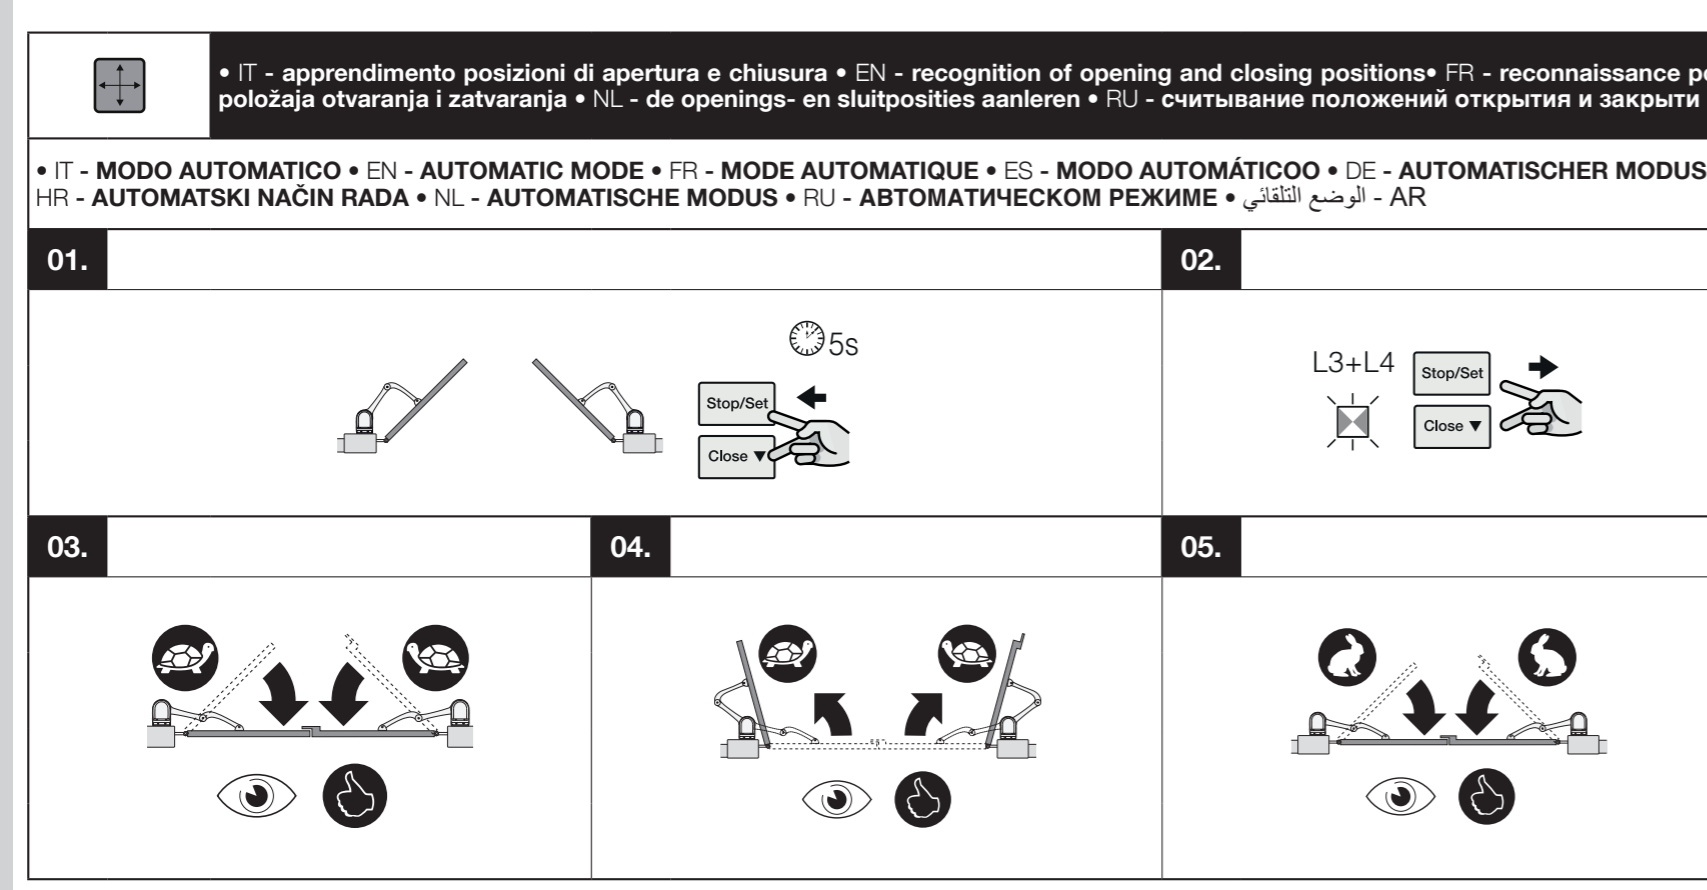 • IT - apprendimento posizioni di apertura e chiusura • EN - recognition of opening and closing positions• FR - reconnaissance
položaja otvaranja i zatvaranja • NL - de openings- en sluitposities aanleren • RU - считывание положений открытия и закрыти
• IT - MODO AUTOMATICO • EN - AUTOMATIC MODE • FR - MODE AUTOMATIQUE • ES - MODO AUTOMÁTICOO • DE - AUTOMATISCHER MODUS
HR - AUTOMATSKI NAČIN RADA • NL - AUTOMATISCHE MODUS • RU - АВТОМАТИЧЕСКОМ РЕЖИМЕ • الوضع التلقائي - AR
01.
02.
5s
Stop/Set
Close ▼
L3+L4
Stop/Set
Close ▼
03.
04.
05.